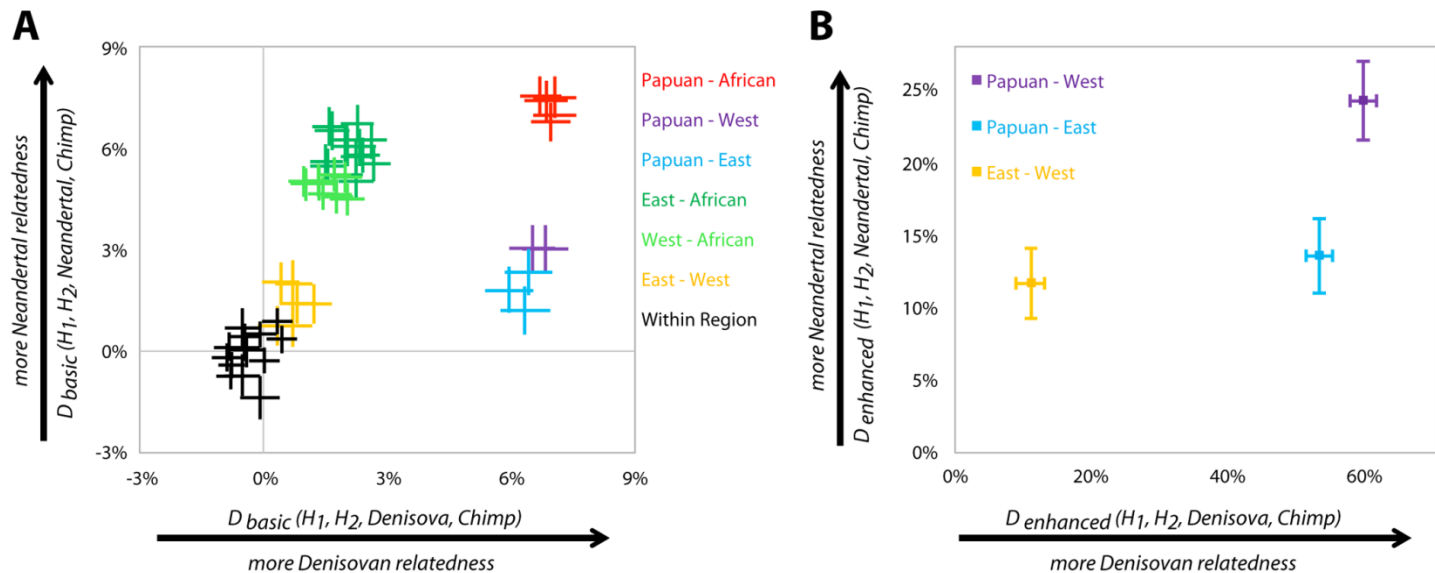 A
more Neandertal relatedness
D basic (H1, H2, Neandertal, Chimp)
9%
6%
3%
0%
-3%
-3%
0%
3%
6%
9%
D basic (H1, H2, Denisova, Chimp)
more Denisovan relatedness
Papuan - African
Papuan - West
Papuan - East
East - African
West - African
East - West
Within Region
B
more Neandertal relatedness
D enhanced (H1, H2, Neandertal, Chimp)
25%
20%
15%
10%
5%
0%
Papuan - West
Papuan - East
East - West
0%
20%
40%
60%
D enhanced (H1, H2, Denisova, Chimp)
more Denisovan relatedness